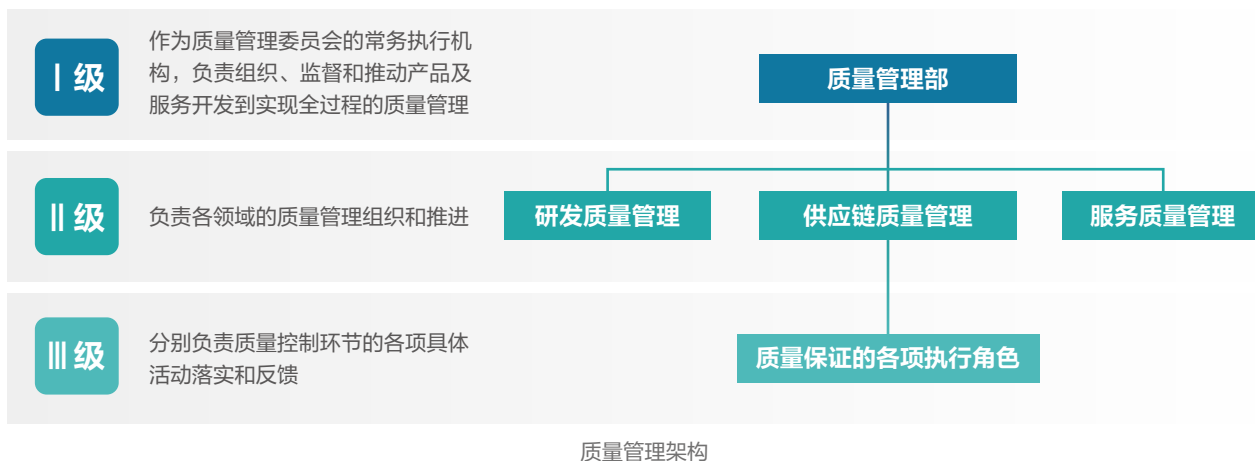 Ⅰ 级
作为质量管理委员会的常务执行机
构，负责组织、监督和推动产品及
服务开发到实现全过程的质量管理
质量管理部
Ⅱ 级
负责各领域的质量管理组织和推进
研发质量管理
供应链质量管理
服务质量管理
Ⅲ 级
分别负责质量控制环节的各项具体
活动落实和反馈
质量保证的各项执行角色
质量管理架构